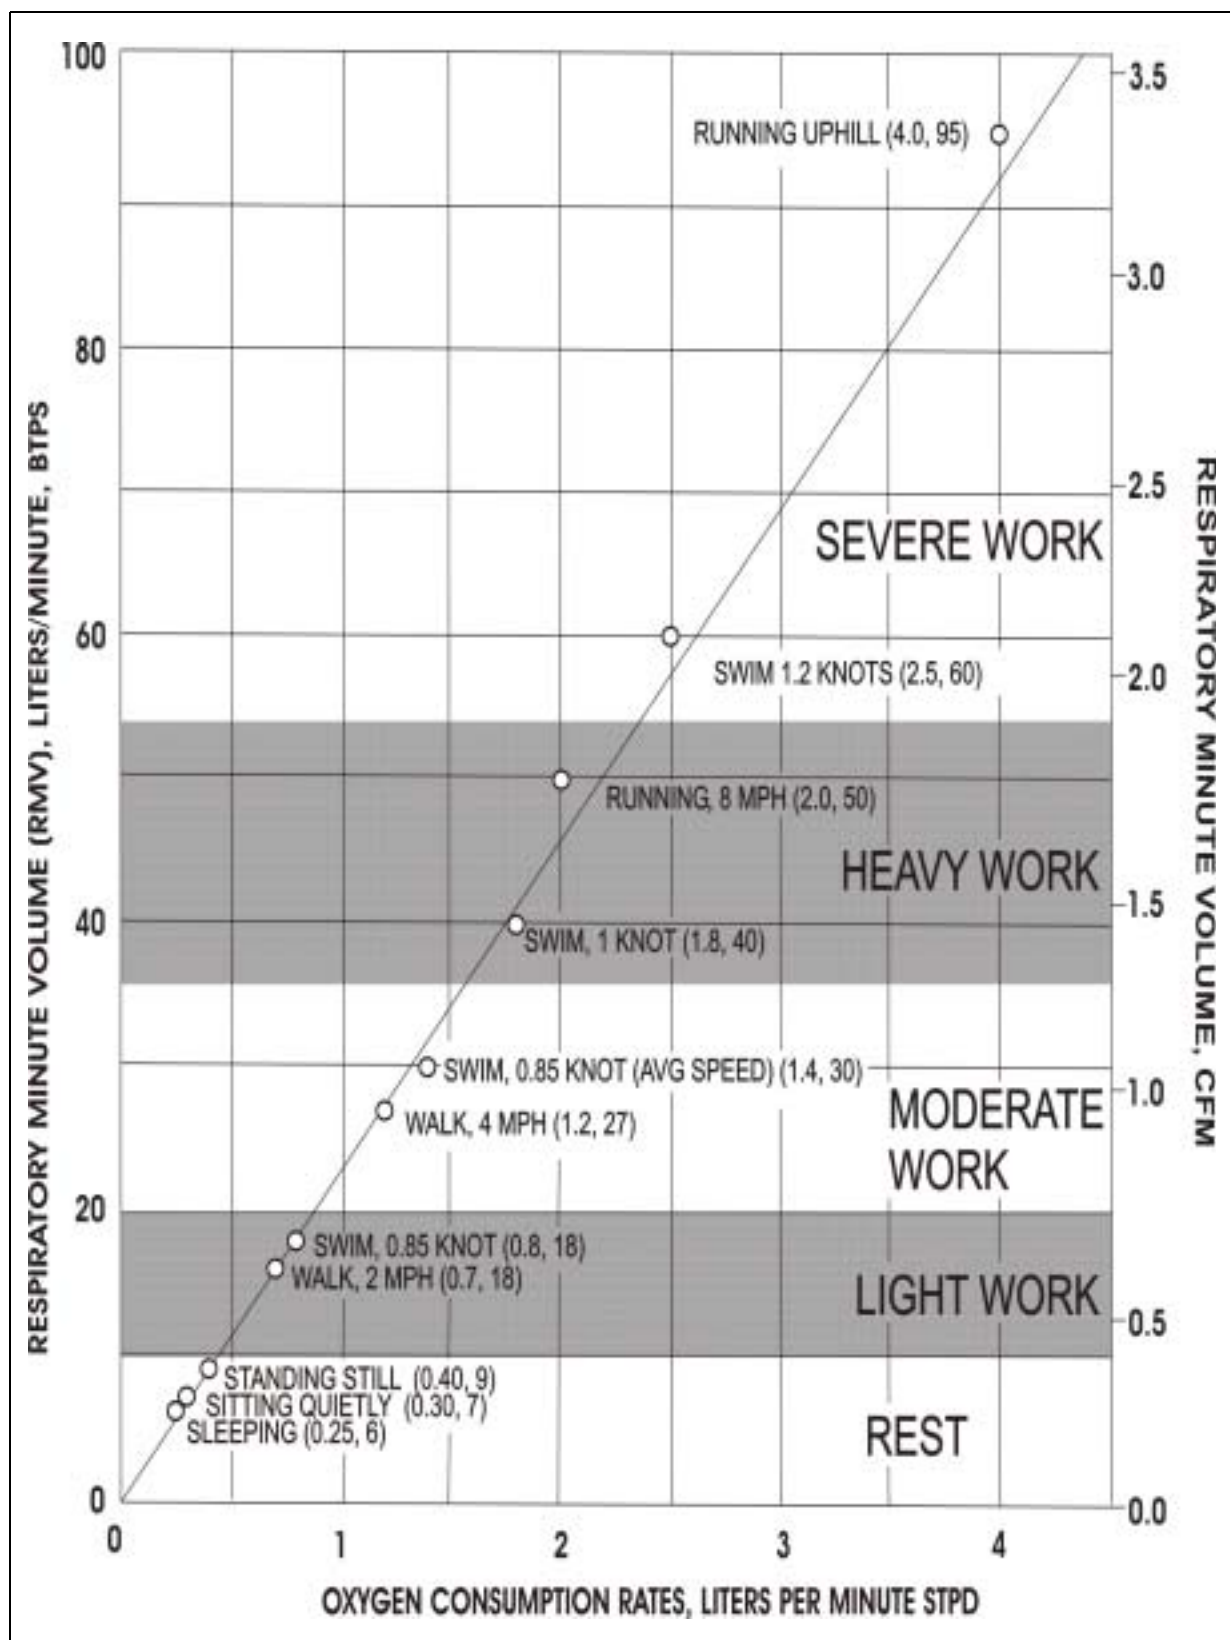 100
80
60
40
20
0
RESPIRATORY MINUTE VOLUME (RMV), LITERS/MINUTE, BTPS
RUNNING UPHILL (4.0, 95)
SEVERE WORK
SWIM 1.2 KNOTS (2.5, 60)
RUNNING, 8 MPH (2.0, 50)
HEAVY WORK
SWIM, 1 KNOT (1.8, 40)
SWIM, 0.85 KNOT (AVG SPEED) (1.4, 30)
WALK, 4 MPH (1.2, 27)
MODERATE
WORK
SWIM, 0.85 KNOT (0.8, 18)
WALK, 2 MPH (0.7, 18)
LIGHT WORK
STANDING STILL (0.40, 9)
SITTING QUIETLY (0.30, 7)
SLEEPING (0.25, 6)
REST
3.5
3.0
2.5
2.0
1.5
1.0
0.5
0.0
RESPIRATORY MINUTE VOLUME, CFM
0 1 2 3 4
OXYGEN CONSUMPTION RATES, LITERS PER MINUTE STPD